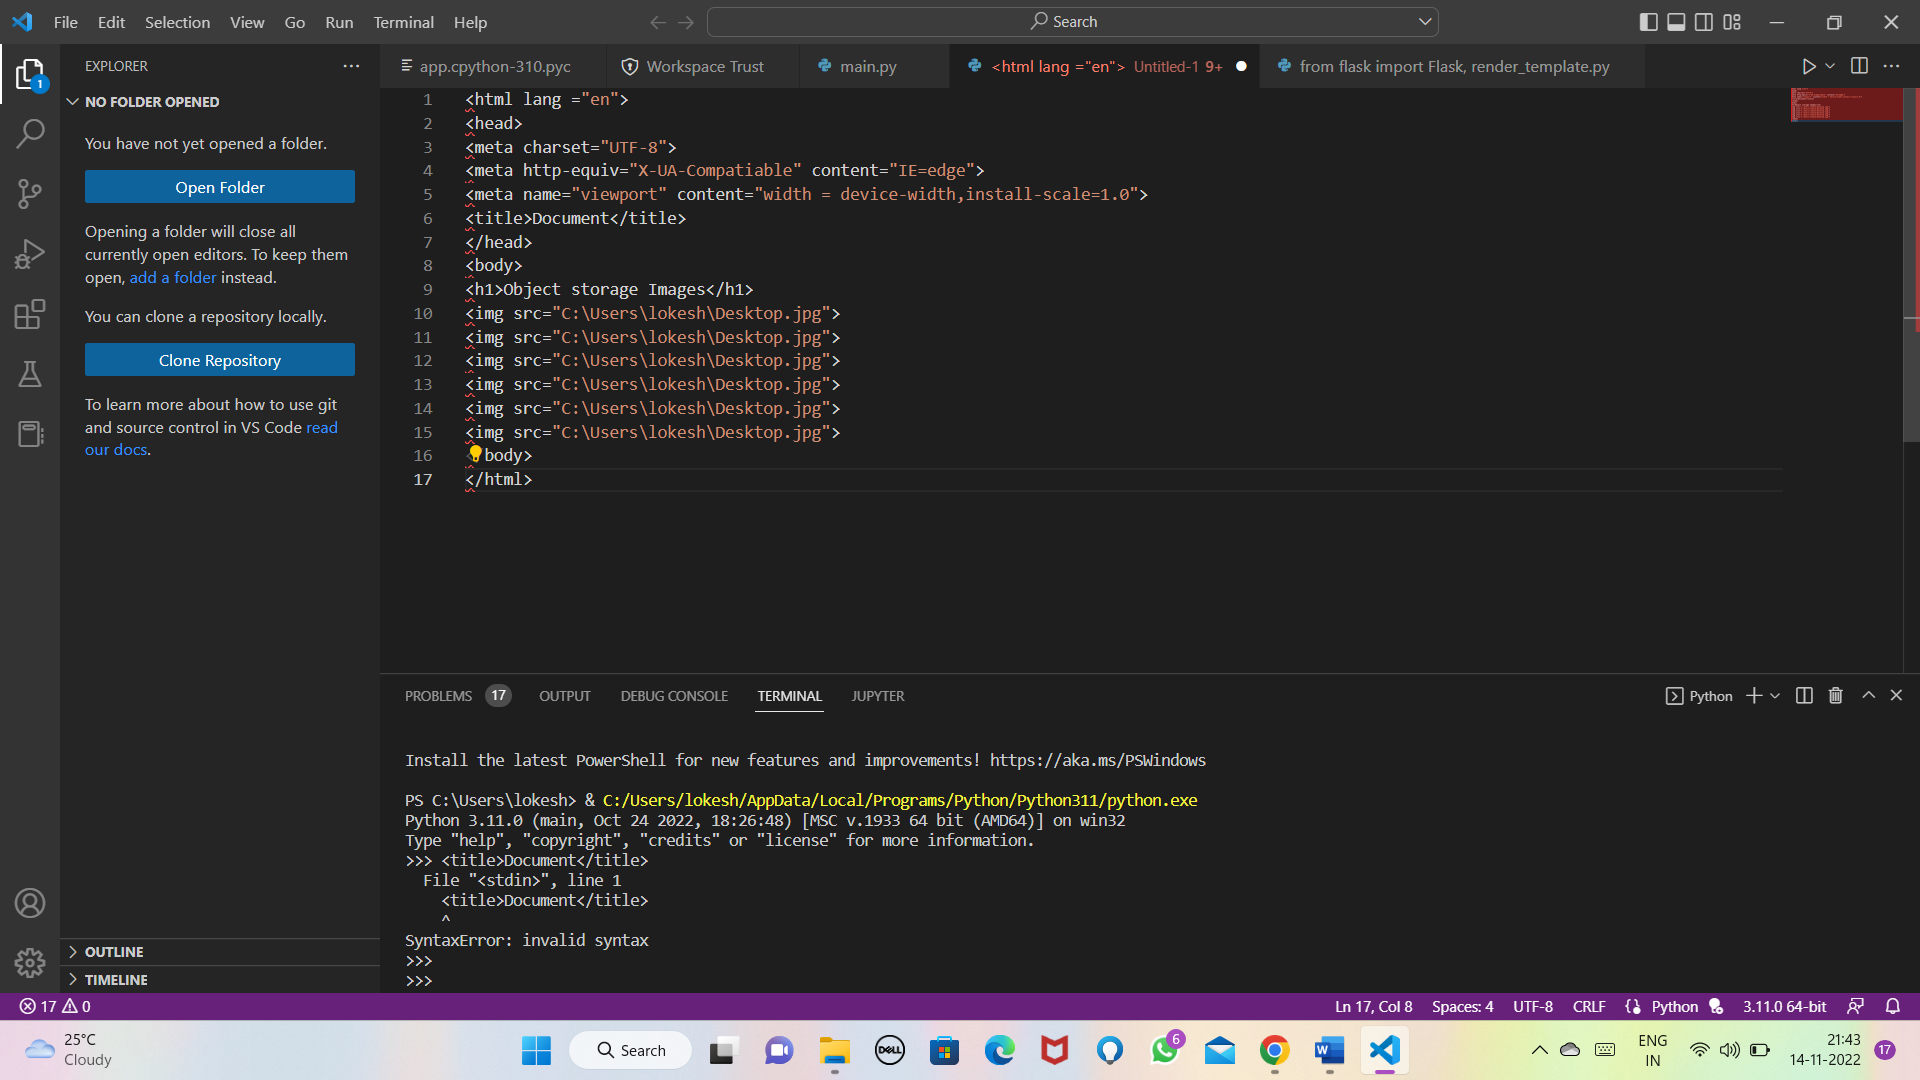 File Edit Selection View Go Run Terminal Help
Search
EXPLORER
1
NO FOLDER OPENED
You have not yet opened a folder.
Open Folder
Opening a folder will close all
currently open editors. To keep them
open, add a folder instead.
You can clone a repository locally.
Clone Repository
To learn more about how to use git
and source control in VS Code read
our docs.
OUTLINE
TIMELINE
app.cpython-310.pyc Workspace Trust main.py <html lang ="en"> Untitled-1 9+ from flask import Flask, render_template.py
1 <html lang ="en">
2 <head>
3 <meta charset="UTF-8">
4 <meta http-equiv="X-UA-Compatiable" content="IE=edge">
5 <meta name="viewport" content="width = device-width,install-scale=1.0">
6 <title>Document</title>
7 </head>
8 <body>
9 <h1>Object storage Images</h1>
10 <img src="C:\Users\lokesh\Desktop.jpg">
11 <img src="C:\Users\lokesh\Desktop.jpg">
12 <img src="C:\Users\lokesh\Desktop.jpg">
13 <img src="C:\Users\lokesh\Desktop.jpg">
14 <img src="C:\Users\lokesh\Desktop.jpg">
15 <img src="C:\Users\lokesh\Desktop.jpg">
16 </body>
17 </html>
PROBLEMS 17 OUTPUT DEBUG CONSOLE TERMINAL JUPYTER
Python
Install the latest PowerShell for new features and improvements! https://aka.ms/PSWindows
PS C:\Users\lokesh> & C:/Users/lokesh/AppData/Local/Programs/Python/Python311/python.exe
Python 3.11.0 (main, Oct 24 2022, 18:26:48) [MSC v.1933 64 bit (AMD64)] on win32
Type "help", "copyright", "credits" or "license" for more information.
>>> <title>Document</title>
  File "<stdin>", line 1
    <title>Document</title>
    ^
SyntaxError: invalid syntax
>>>
>>>
17 0
Ln 17, Col 8 Spaces: 4 UTF-8 CRLF {} Python 3.11.0 64-bit
25°C
Cloudy
Search
DELL
6
W
ENG
IN
21:43
14-11-2022
17